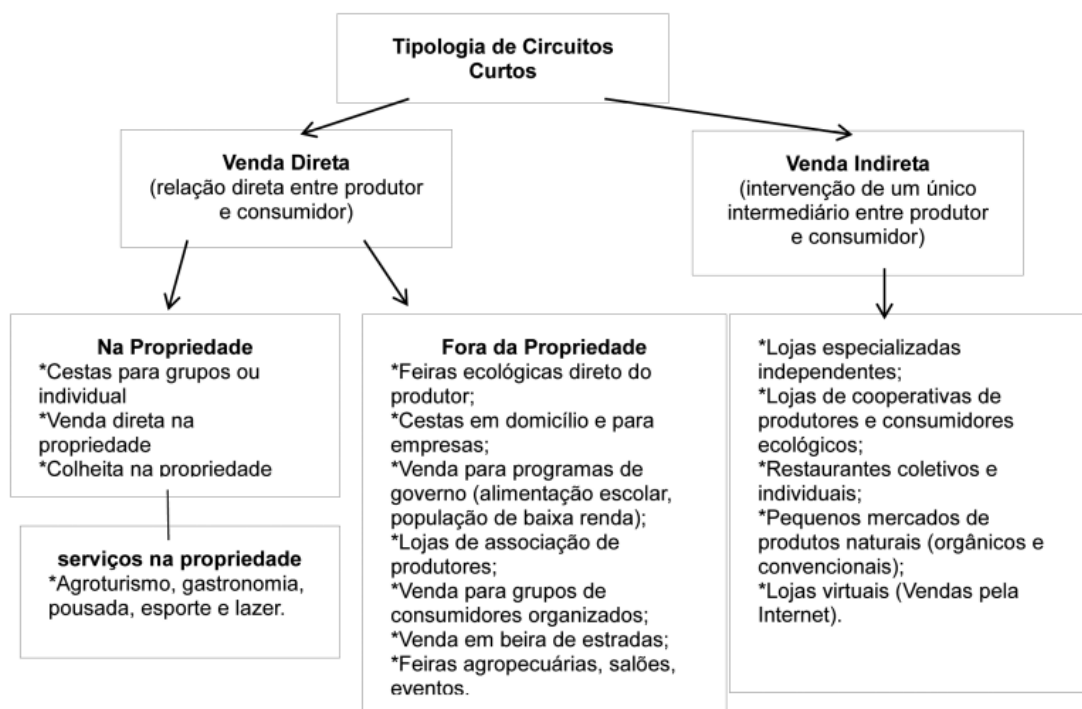 Tipologia de Circuitos
Curtos
Venda Direta
(relação direta entre produtor
e consumidor)
Venda Indireta
(intervenção de um único
intermediário entre produtor
e consumidor)
Na Propriedade
*Cestas para grupos ou
individual
*Venda direta na
propriedade
*Colheita na propriedade
serviços na propriedade
*Agroturismo, gastronomia,
pousada, esporte e lazer.
Fora da Propriedade
*Feiras ecológicas direto do
produtor;
*Cestas em domicílio e para
empresas;
*Venda para programas de
governo (alimentação escolar,
população de baixa renda);
*Lojas de associação de
produtores;
*Venda para grupos de
consumidores organizados;
*Venda em beira de estradas;
*Feiras agropecuárias, salões,
eventos.
*Lojas especializadas
independentes;
*Lojas de cooperativas de
produtores e consumidores
ecológicos;
*Restaurantes coletivos e
individuais;
*Pequenos mercados de
produtos naturais (orgânicos e
convencionais);
*Lojas virtuais (Vendas pela
Internet).